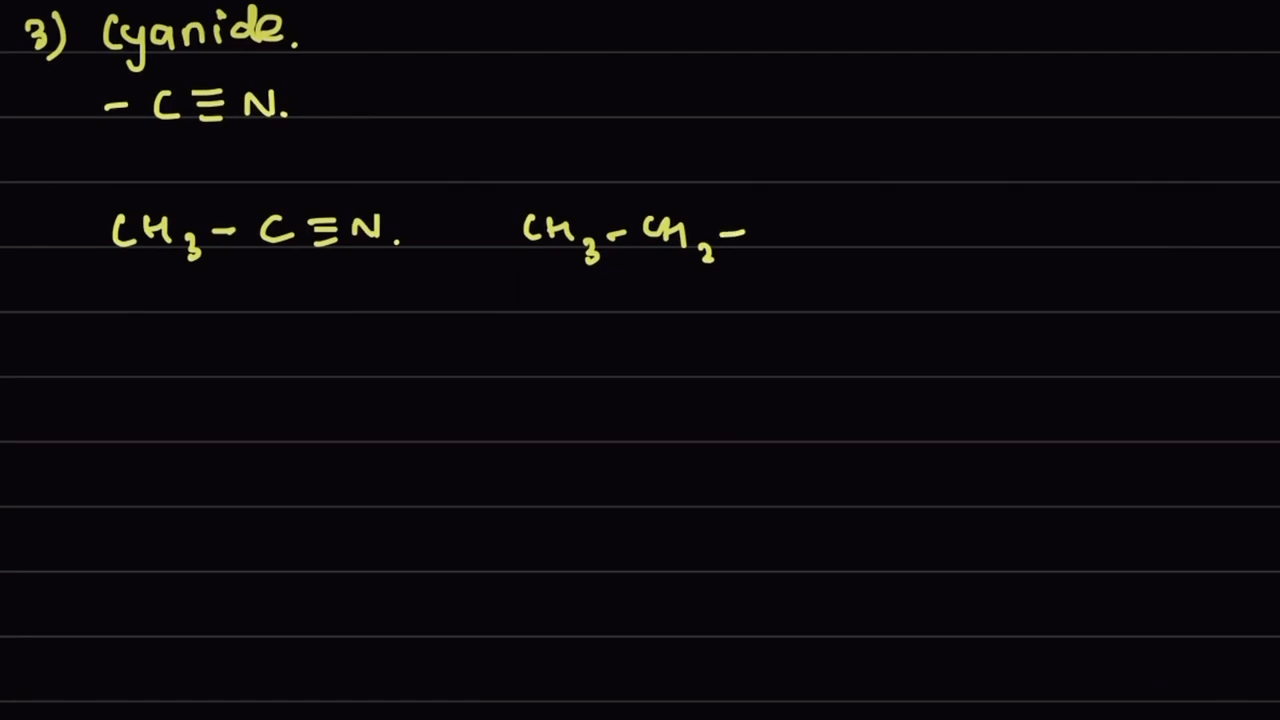 3) Cyanide.
- C ≡ N.
CH₃ - C ≡ N. CH₃ - CH₂ -